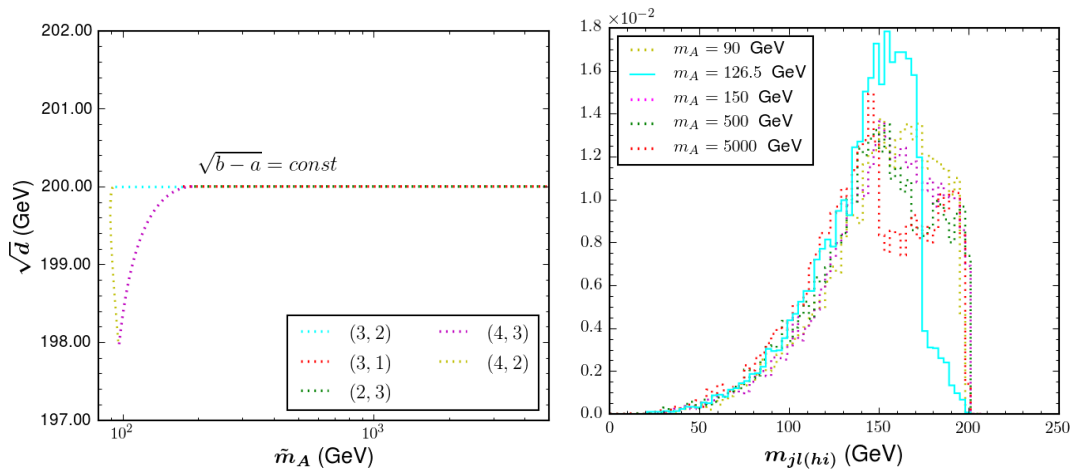 202.00
201.00
200.00
199.00
198.00
197.00
√d (GeV)
√(b − a) = const
(3, 2)
(3, 1)
(2, 3)
(4, 3)
(4, 2)
10²
10³
m̃_A (GeV)
×10⁻²
1.8
1.6
1.4
1.2
1.0
0.8
0.6
0.4
0.2
0.0
m_A = 90 GeV
m_A = 126.5 GeV
m_A = 150 GeV
m_A = 500 GeV
m_A = 5000 GeV
0 50 100 150 200 250
m_{jl(hi)} (GeV)